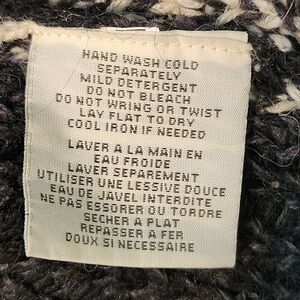 HAND WASH COLD
SEPARATELY
MILD DETERGENT
DO NOT BLEACH
DO NOT WRING OR TWIST
LAY FLAT TO DRY
COOL IRON IF NEEDED
LAVER A LA MAIN EN
EAU FROIDE
LAVER SEPAREMENT
UTILISER UNE LESSIVE DOUCE
EAU DE JAVEL INTERDITE
NE PAS ESSORER OU TORDRE
SECHER A PLAT
REPASSER A FER
DOUX SI NECESSAIRE